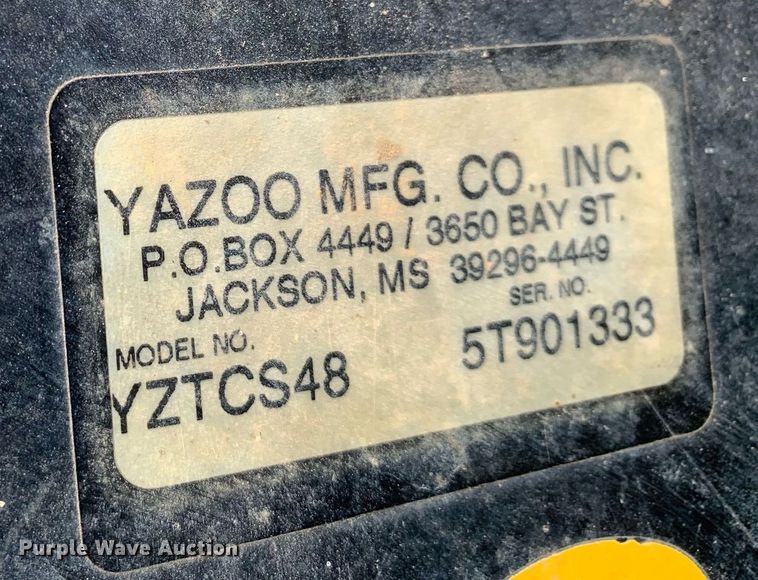 YAZOO MFG. CO., INC.
P.O.BOX 4449 / 3650 BAY ST.
JACKSON, MS 39296-4449
MODEL NO. SER. NO.
YZTCS48 5T901333
Purple Wave Auction